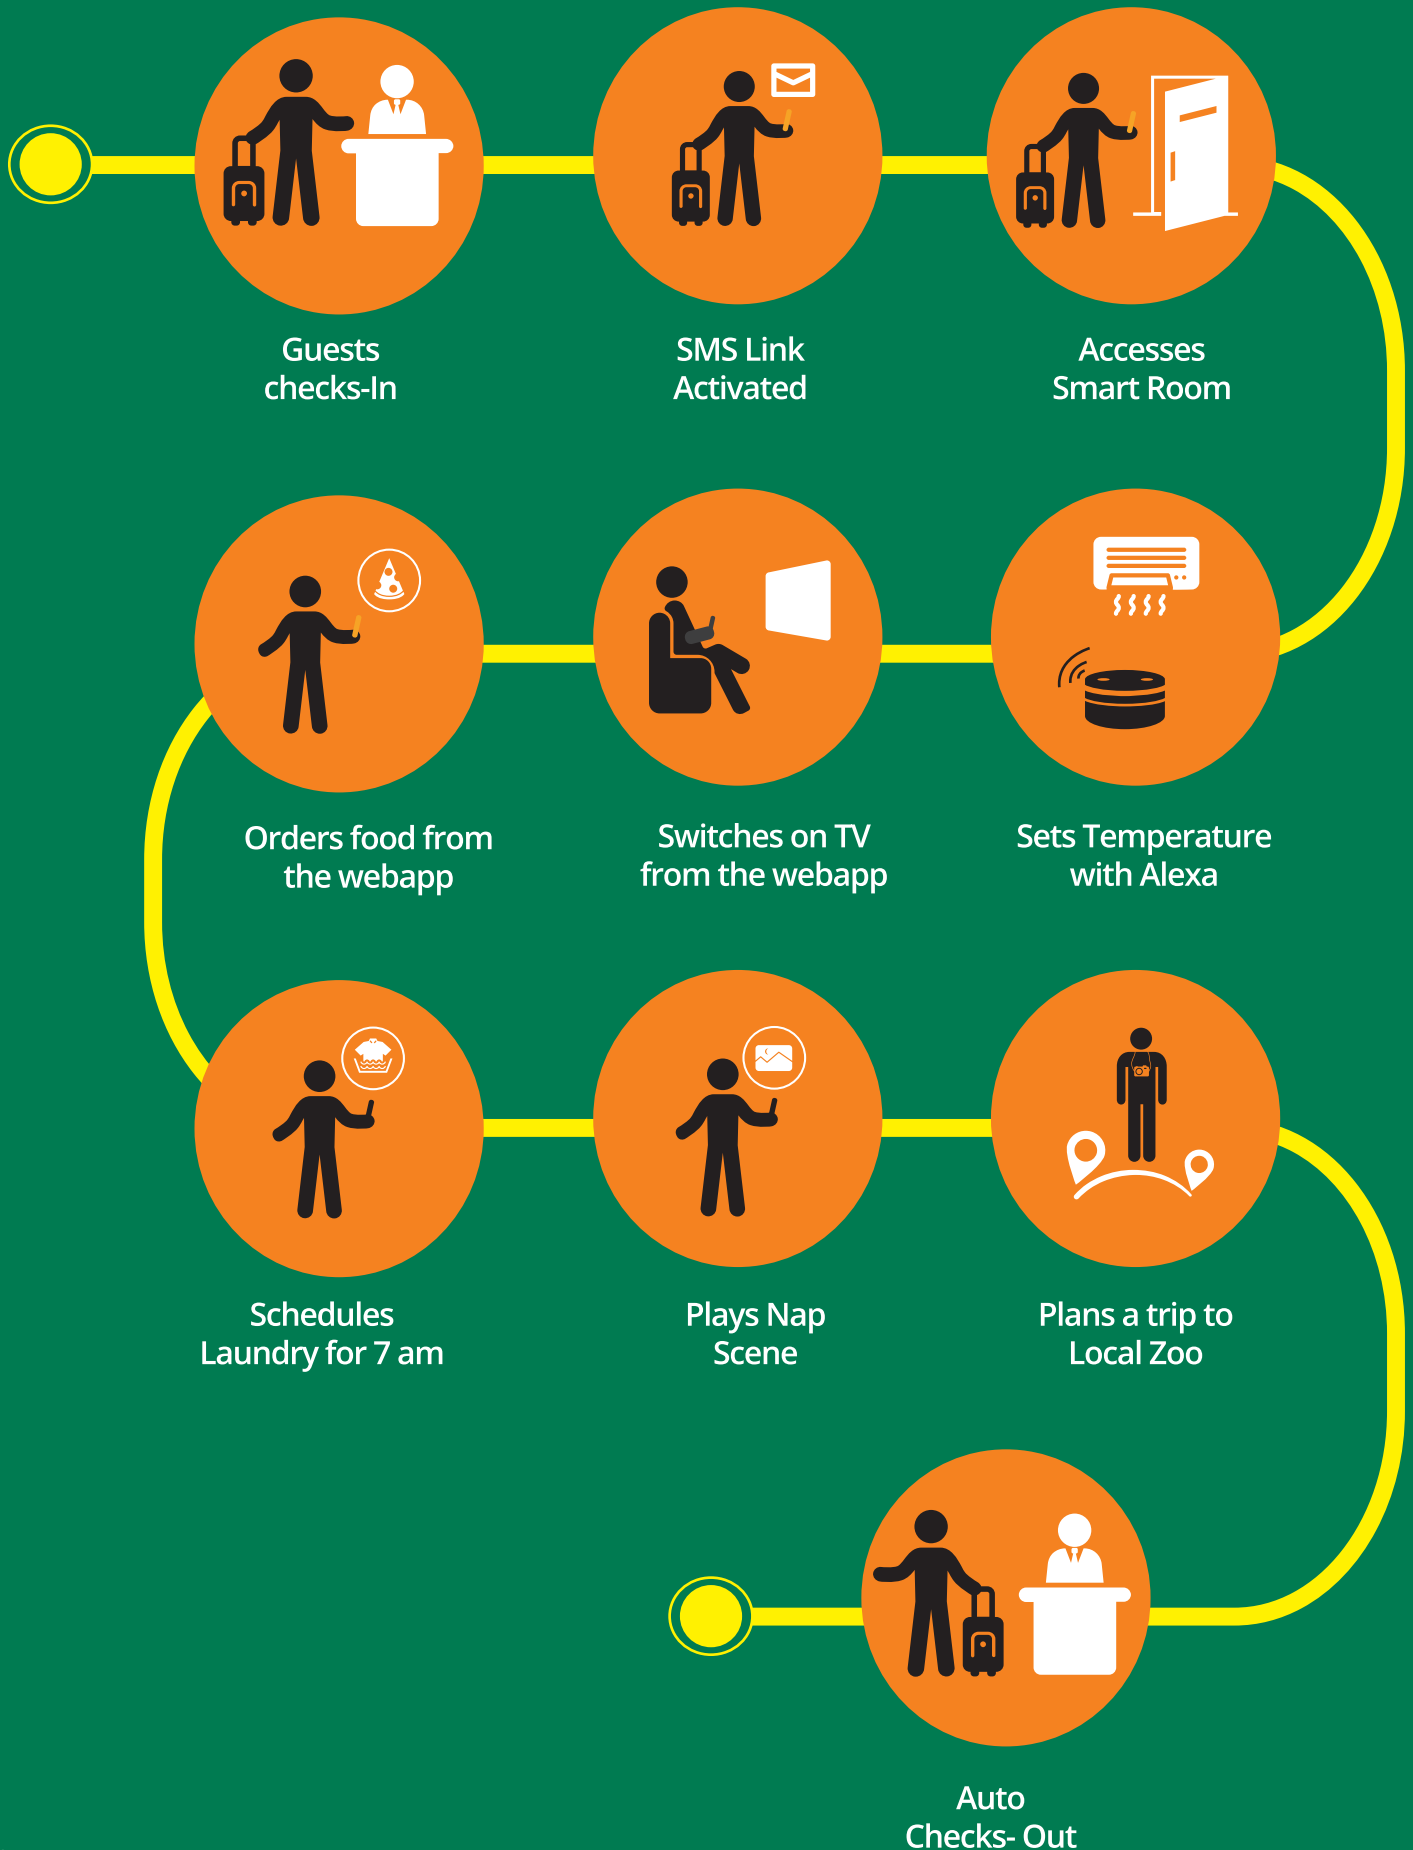 Guests
checks-In
SMS Link
Activated
Accesses
Smart Room
Orders food from
the webapp
Switches on TV
from the webapp
Sets Temperature
with Alexa
Schedules
Laundry for 7 am
Plays Nap
Scene
Plans a trip to
Local Zoo
Auto
Checks- Out